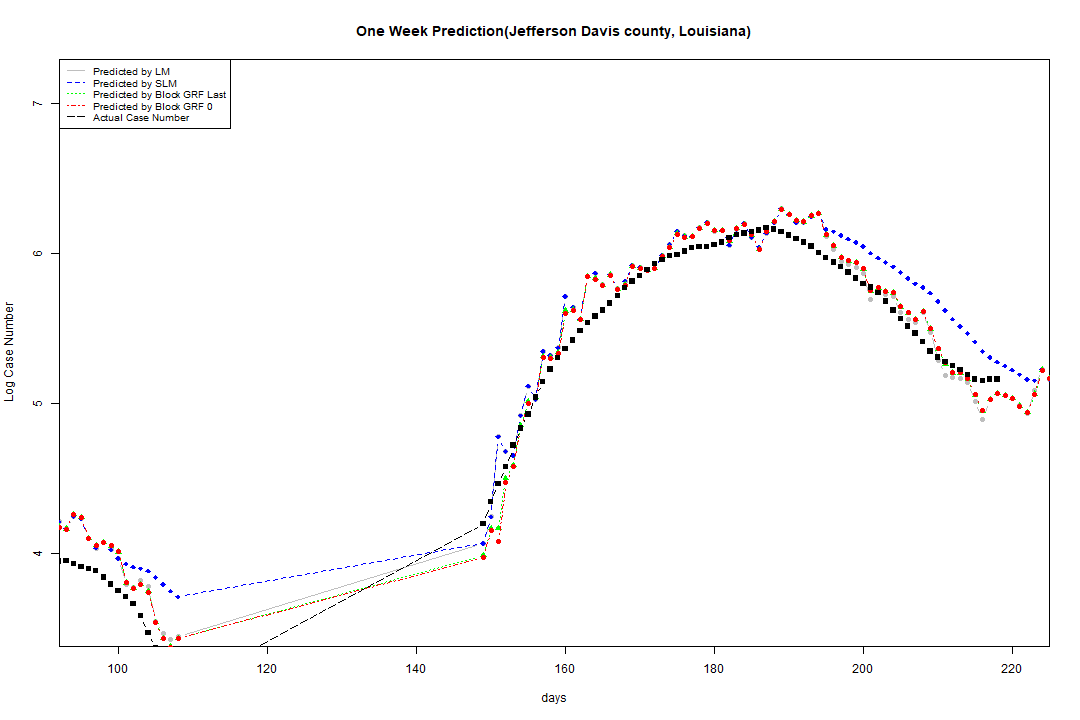 One Week Prediction(Jefferson Davis county, Louisiana)
Predicted by LM
Predicted by SLM
Predicted by Block GRF Last
Predicted by Block GRF 0
Actual Case Number
7
6
5
4
Log Case Number
100 120 140 160 180 200 220
days